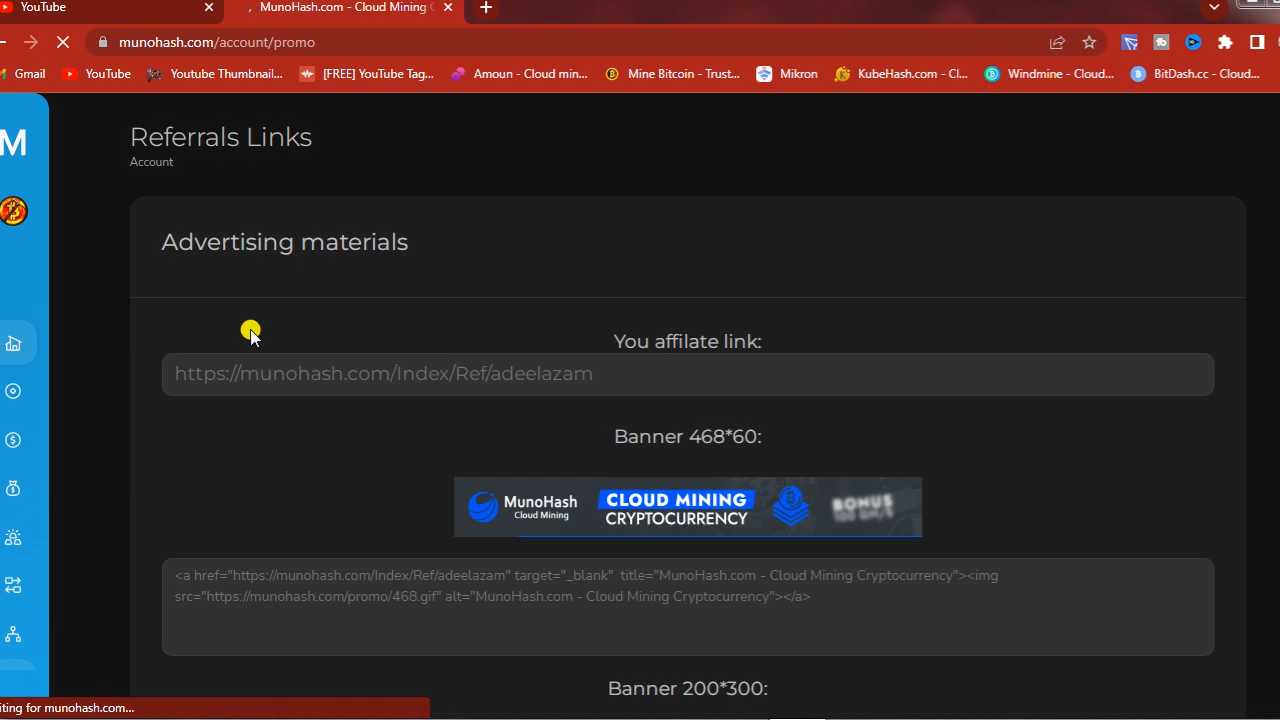 YouTube
MunoHash.com - Cloud Mining
munohash.com/account/promo
Gmail
YouTube
Youtube Thumbnail...
[FREE] YouTube Tag...
Amoun - Cloud min...
Mine Bitcoin - Trust...
Mikron
KubeHash.com - Cl...
Windmine - Cloud...
BitDash.cc - Cloud...
M
Referrals Links
Account
Advertising materials
You affilate link:
https://munohash.com/Index/Ref/adeelazam
Banner 468*60:
MunoHash
Cloud Mining
CLOUD MINING
CRYPTOCURRENCY
BONUS
100 GH/S
<a href="https://munohash.com/Index/Ref/adeelazam" target="_blank" title="MunoHash.com - Cloud Mining Cryptocurrency"><img
src="https://munohash.com/promo/468.gif" alt="MunoHash.com - Cloud Mining Cryptocurrency"></a>
Banner 200*300:
iting for munohash.com...